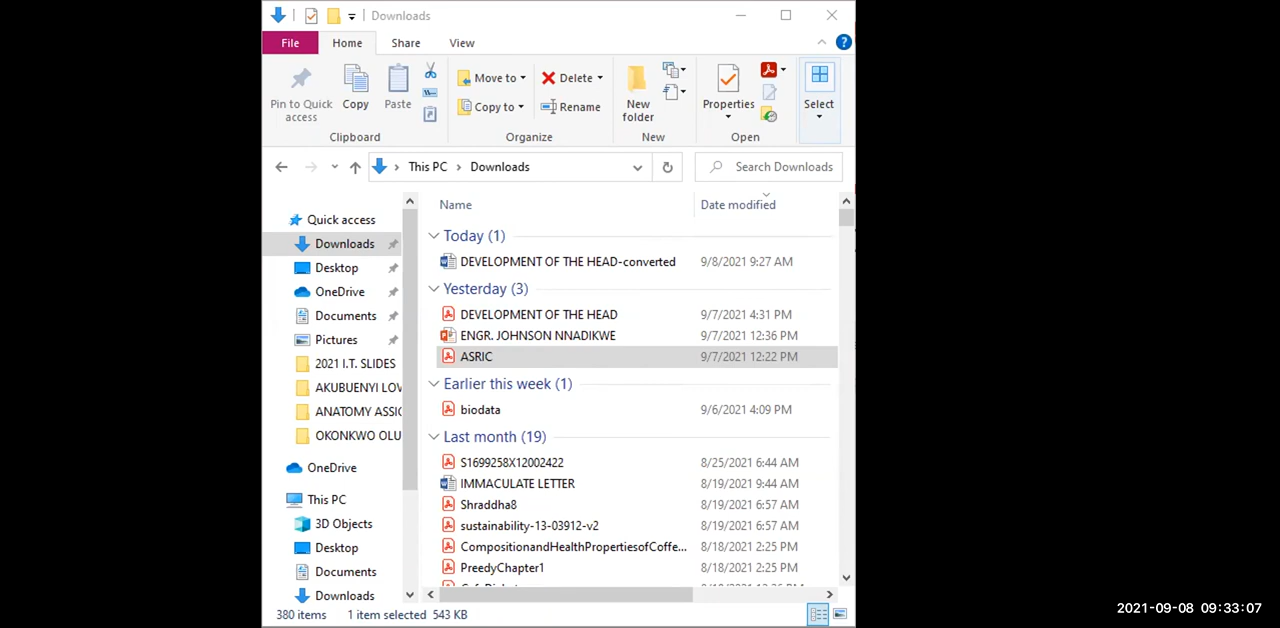 Downloads
File Home Share View
Pin to Quick access
Copy
Paste
Clipboard
Move to
Copy to
Delete
Rename
Organize
New folder
New
Properties
Open
Select
This PC > Downloads
Search Downloads
Quick access
Downloads
Desktop
OneDrive
Documents
Pictures
2021 I.T. SLIDES
AKUBUENYI LOV
ANATOMY ASSIG
OKONKWO OLU
OneDrive
This PC
3D Objects
Desktop
Documents
Downloads
Name Date modified
Today (1)
DEVELOPMENT OF THE HEAD-converted 9/8/2021 9:27 AM
Yesterday (3)
DEVELOPMENT OF THE HEAD 9/7/2021 4:31 PM
ENGR. JOHNSON NNADIKWE 9/7/2021 12:36 PM
ASRIC 9/7/2021 12:22 PM
Earlier this week (1)
biodata 9/6/2021 4:09 PM
Last month (19)
S1699258X12002422 8/25/2021 6:44 AM
IMMACULATE LETTER 8/19/2021 9:44 AM
Shraddha8 8/19/2021 6:57 AM
sustainability-13-03912-v2 8/19/2021 6:57 AM
CompositionandHealthPropertiesofCoffe... 8/18/2021 2:25 PM
PreedyChapter1 8/18/2021 2:25 PM
380 items 1 item selected 543 KB
2021-09-08 09:33:07